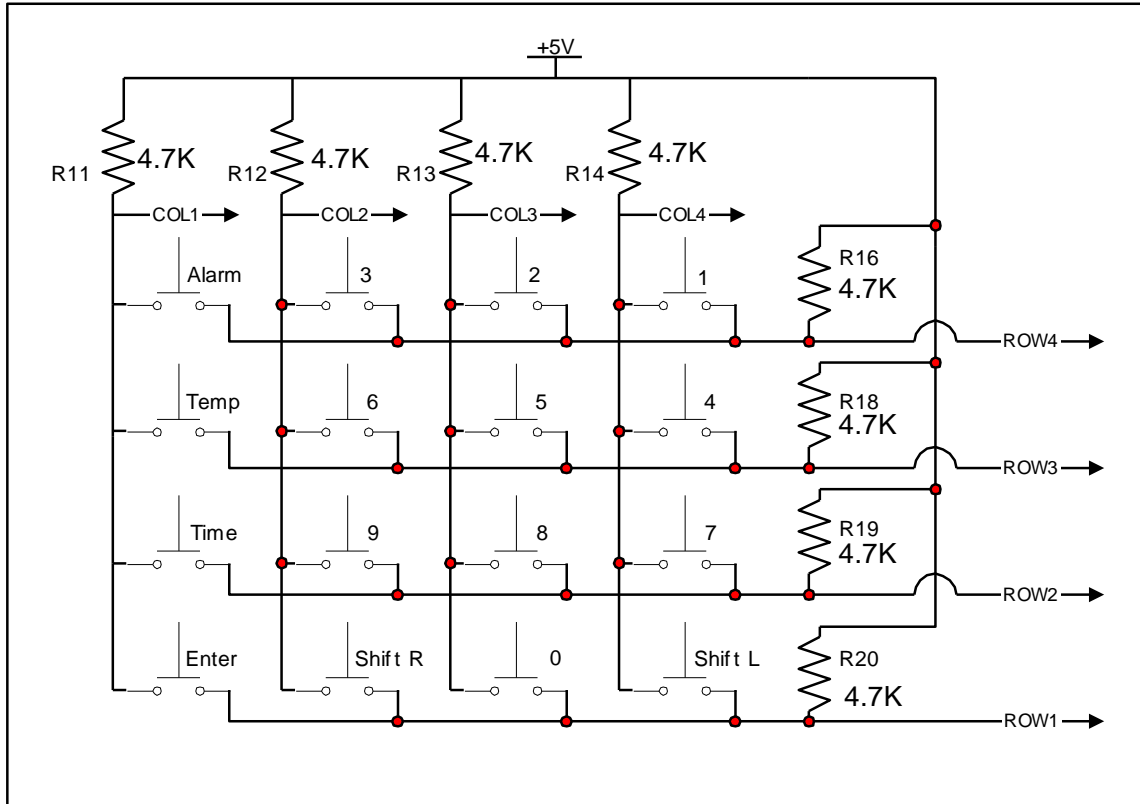 +5V
4.7K 4.7K 4.7K 4.7K
R11 R12 R13 R14
COL1 COL2 COL3 COL4
R16
Alarm 3 2 1
4.7K
ROW4
Temp 6 5 4
R18
4.7K
ROW3
Time 9 8 7
R19
4.7K
ROW2
Enter Shift R 0 Shift L
R20
4.7K
ROW1